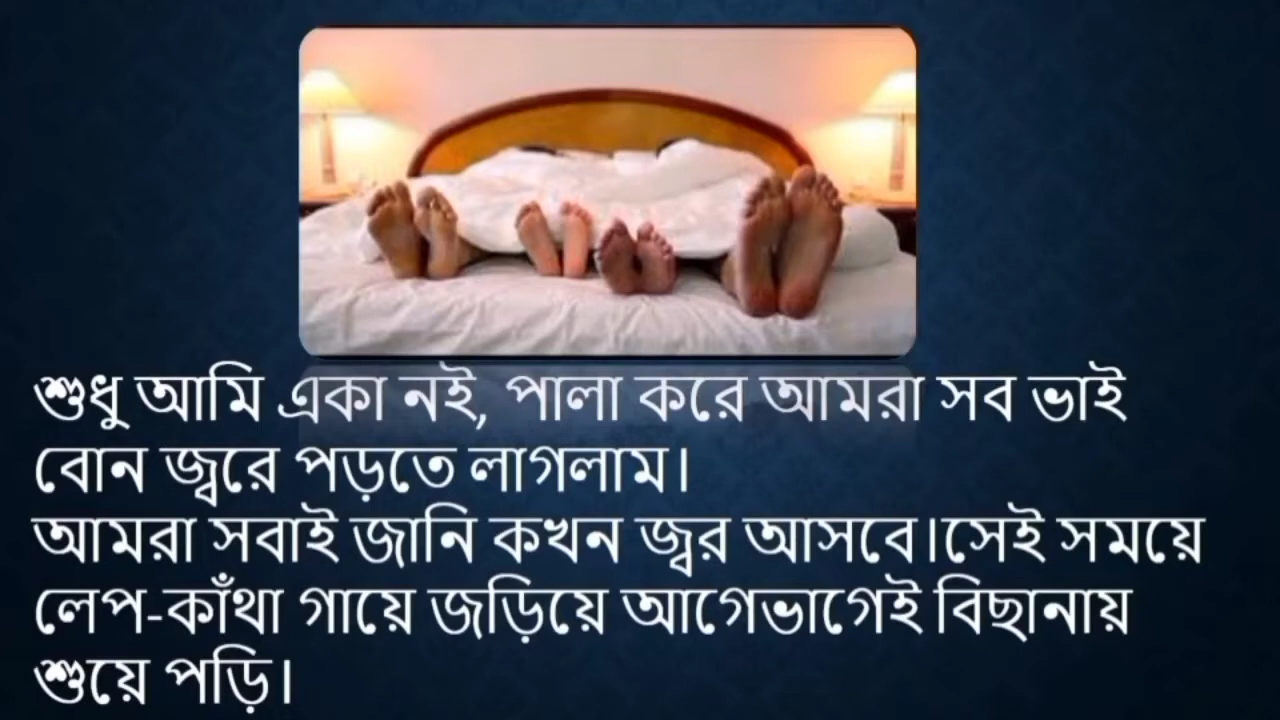 শুধু আমি একা নই, পালা করে আমরা সব ভাই
বোন জ্বরে পড়তে লাগলাম।
আমরা সবাই জানি কখন জ্বর আসবে।সেই সময়ে
লেপ-কাঁথা গায়ে জড়িয়ে আগেভাগেই বিছানায়
শুয়ে পড়ি।